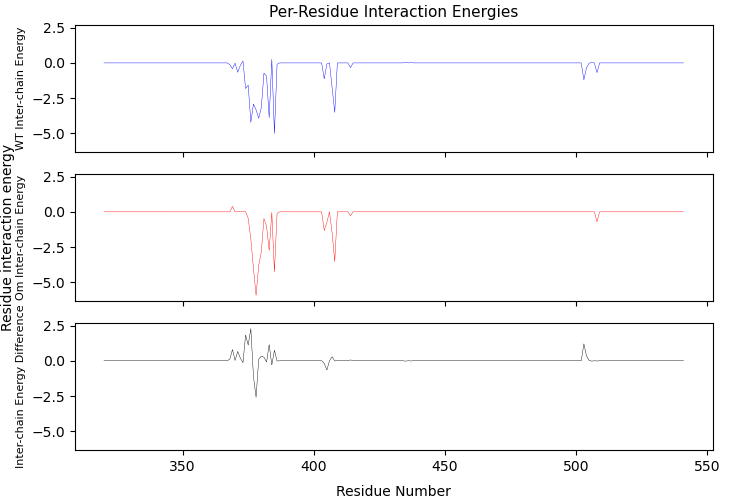 Per-Residue Interaction Energies
Residue interaction energy
WT Inter-chain Energy
2.5
0.0
−2.5
−5.0
Om Inter-chain Energy
2.5
0.0
−2.5
−5.0
Inter-chain Energy Difference
2.5
0.0
−2.5
−5.0
350
400
450
500
550
Residue Number